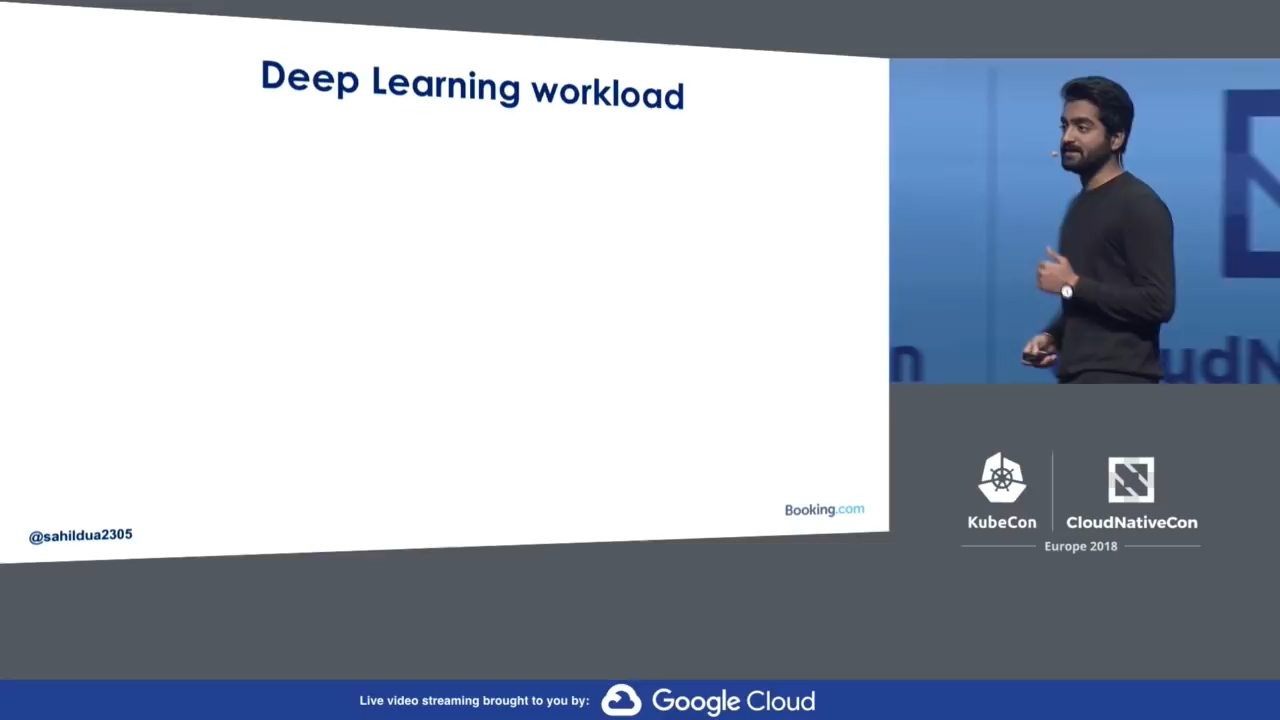 Deep Learning workload
@sahildua2305
Booking.com
n
udN
KubeCon
CloudNativeCon
Europe 2018
Live video streaming brought to you by:
Google Cloud